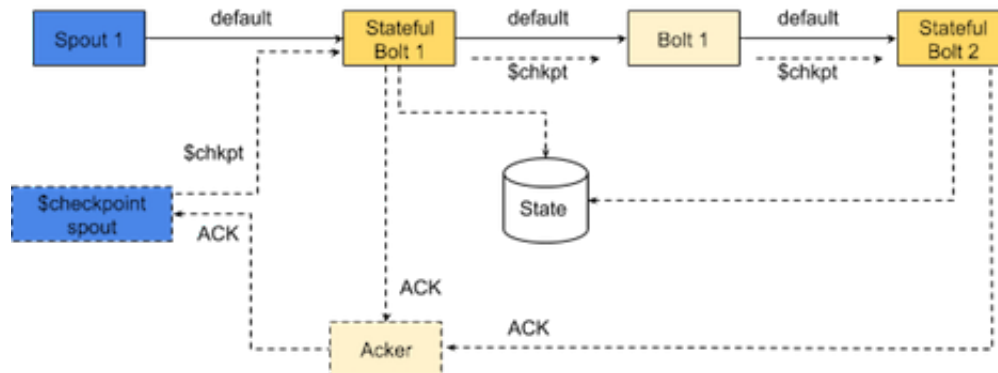 default
default
default
Spout 1
Stateful
Bolt 1
Bolt 1
Stateful
Bolt 2
$chkpt
$chkpt
$chkpt
$checkpoint
spout
State
ACK
ACK
ACK
Acker